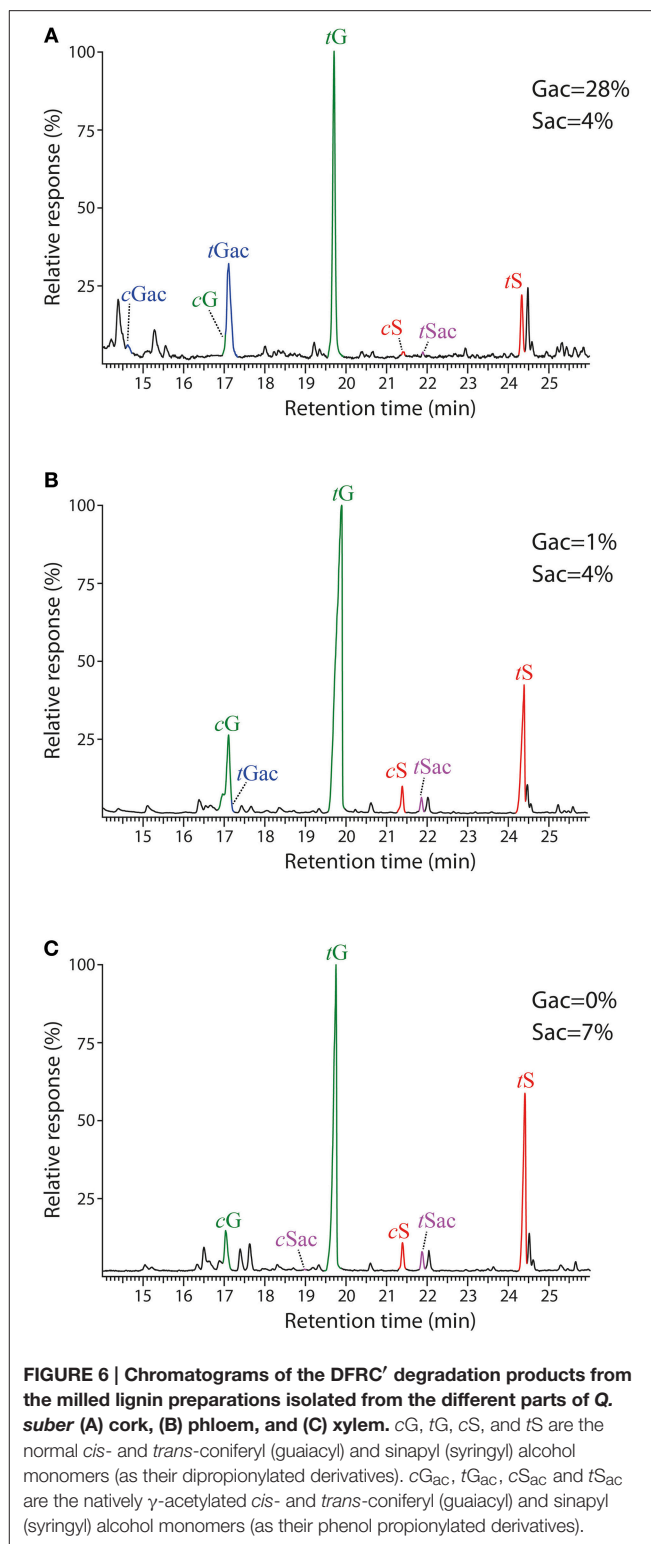 A
tG
100
Gac=28%
Sac=4%
75
Relative response (%)
50
tGac
cG
cGac
25
cS
tSac
tS
15 16 17 18 19 20 21 22 23 24 25
Retention time (min)
B
tG
100
Gac=1%
Sac=4%
75
Relative response (%)
50
tS
cG
25
tGac
cS
tSac
15 16 17 18 19 20 21 22 23 24 25
Retention time (min)
C
tG
100
Gac=0%
Sac=7%
75
Relative response (%)
tS
50
25
cG
cSac
cS
tSac
15 16 17 18 19 20 21 22 23 24 25
Retention time (min)
FIGURE 6 | Chromatograms of the DFRC′ degradation products from
the milled lignin preparations isolated from the different parts of Q.
suber (A) cork, (B) phloem, and (C) xylem. cG, tG, cS, and tS are the
normal cis- and trans-coniferyl (guaiacyl) and sinapyl (syringyl) alcohol
monomers (as their dipropionylated derivatives). cGac, tGac, cSac and tSac
are the natively γ-acetylated cis- and trans-coniferyl (guaiacyl) and sinapyl
(syringyl) alcohol monomers (as their phenol propionylated derivatives).